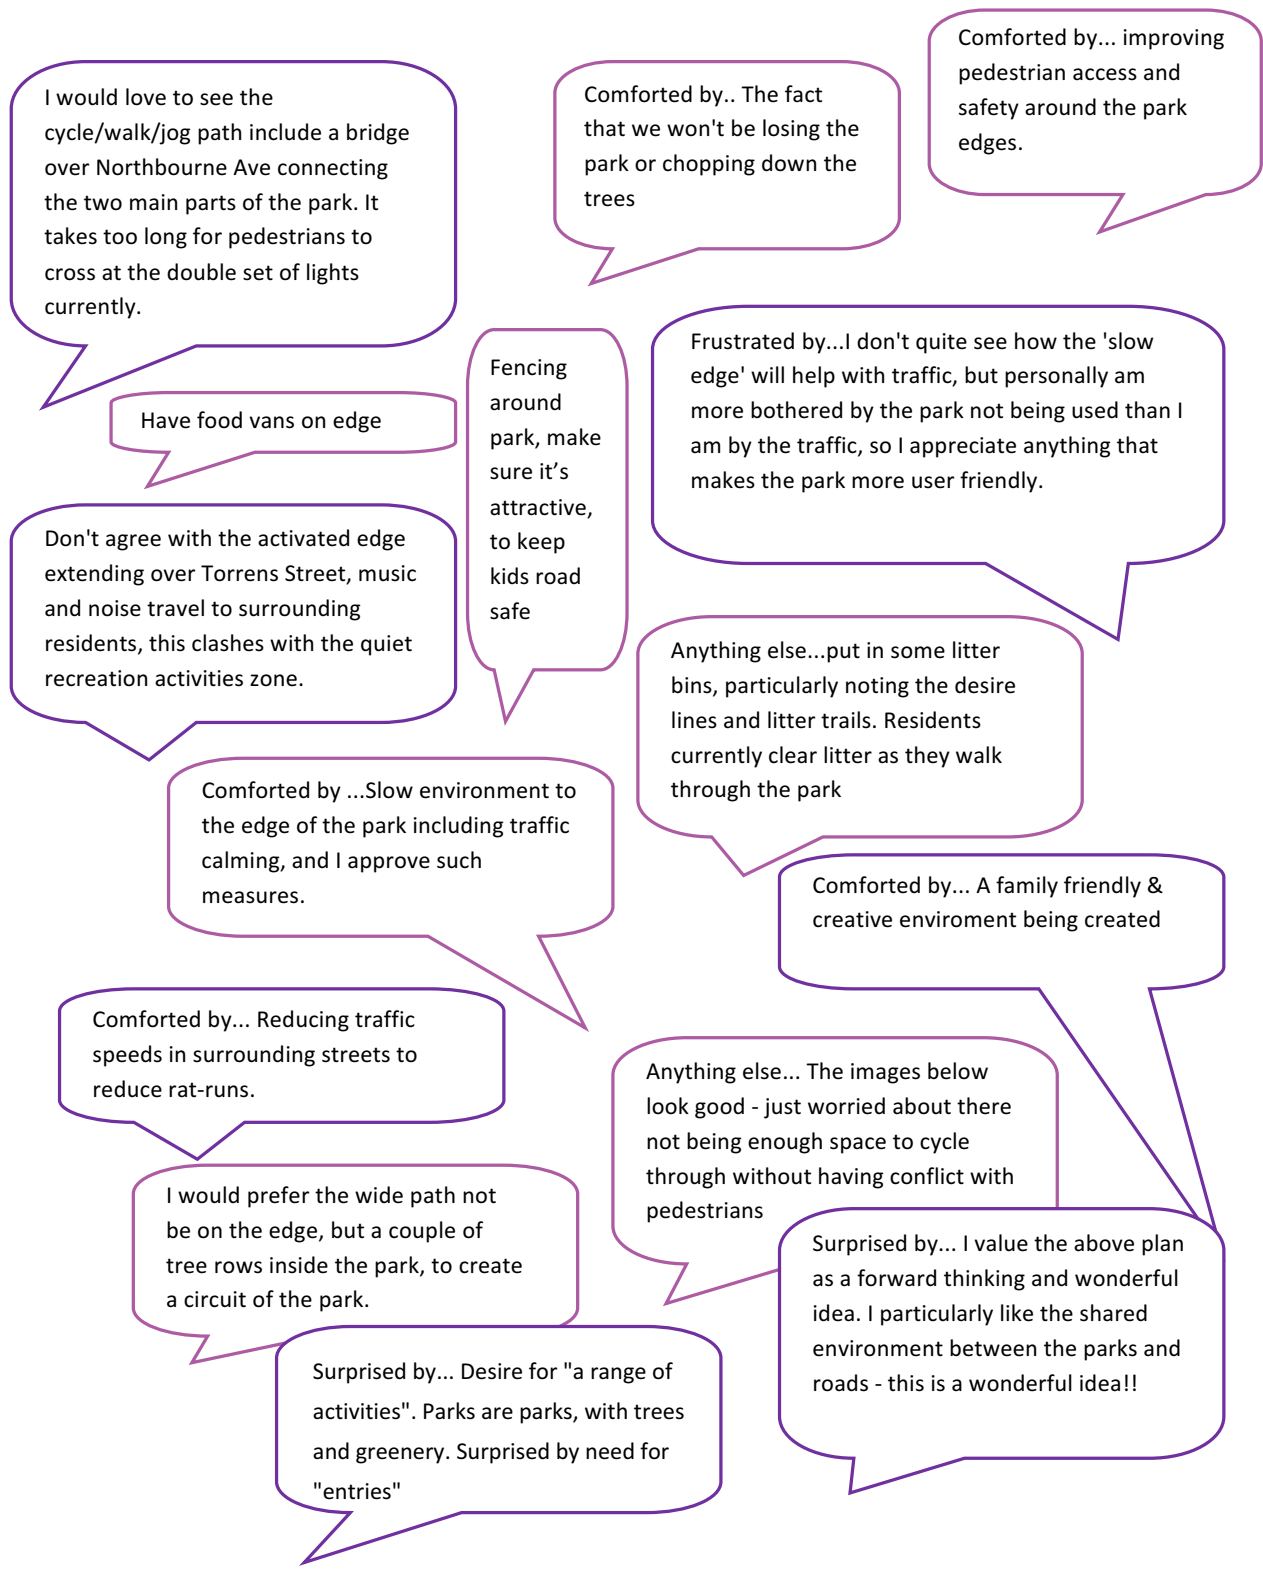 Comforted by... improving
pedestrian access and
safety around the park
edges.
I would love to see the
cycle/walk/jog path include a bridge
over Northbourne Ave connecting
the two main parts of the park. It
takes too long for pedestrians to
cross at the double set of lights
currently.
Comforted by.. The fact
that we won't be losing the
park or chopping down the
trees
Frustrated by...I don't quite see how the 'slow
edge' will help with traffic, but personally am
more bothered by the park not being used than I
am by the traffic, so I appreciate anything that
makes the park more user friendly.
Fencing
around
park, make
sure it’s
attractive,
to keep
kids road
safe
Have food vans on edge
Don't agree with the activated edge
extending over Torrens Street, music
and noise travel to surrounding
residents, this clashes with the quiet
recreation activities zone.
Anything else...put in some litter
bins, particularly noting the desire
lines and litter trails. Residents
currently clear litter as they walk
through the park
Comforted by ...Slow environment to
the edge of the park including traffic
calming, and I approve such
measures.
Comforted by... A family friendly &
creative enviroment being created
Comforted by... Reducing traffic
speeds in surrounding streets to
reduce rat-runs.
Anything else... The images below
look good - just worried about there
not being enough space to cycle
through without having conflict with
pedestrians
I would prefer the wide path not
be on the edge, but a couple of
tree rows inside the park, to create
a circuit of the park.
Surprised by... I value the above plan
as a forward thinking and wonderful
idea. I particularly like the shared
environment between the parks and
roads - this is a wonderful idea!!
Surprised by... Desire for "a range of
activities". Parks are parks, with trees
and greenery. Surprised by need for
"entries"